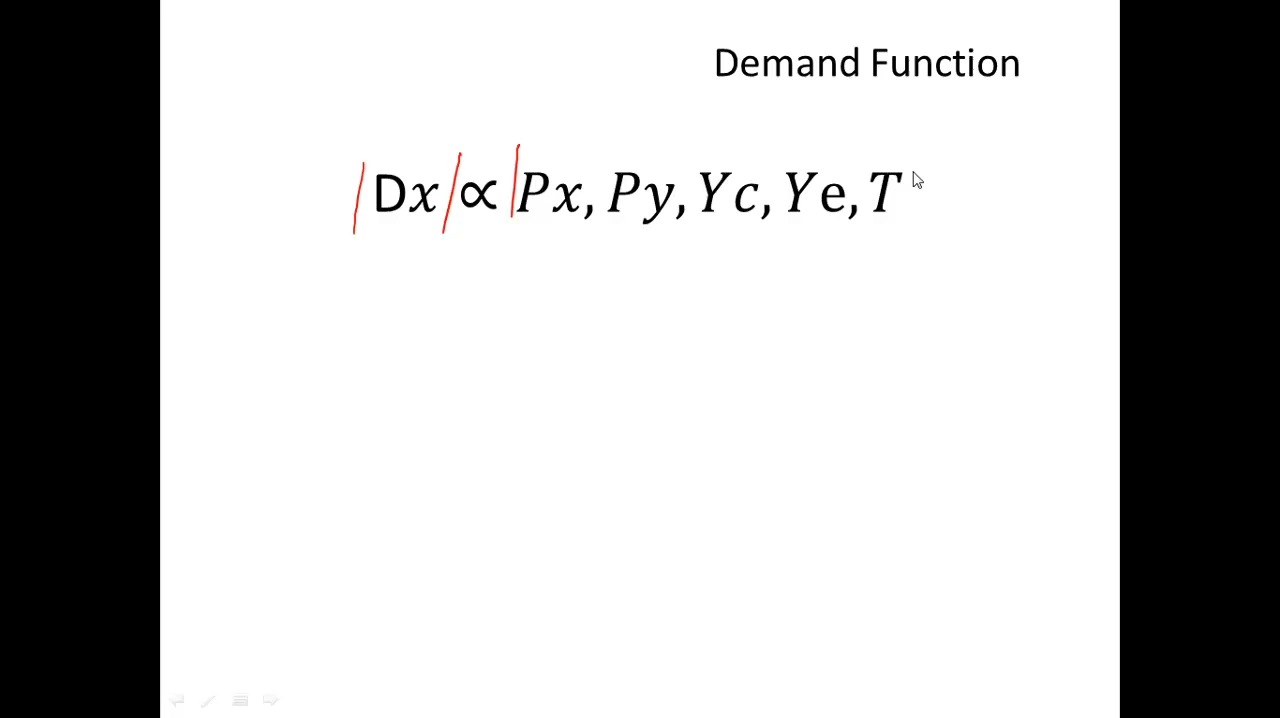 Demand Function
Dx ∝ Px, Py, Yc, Ye, T